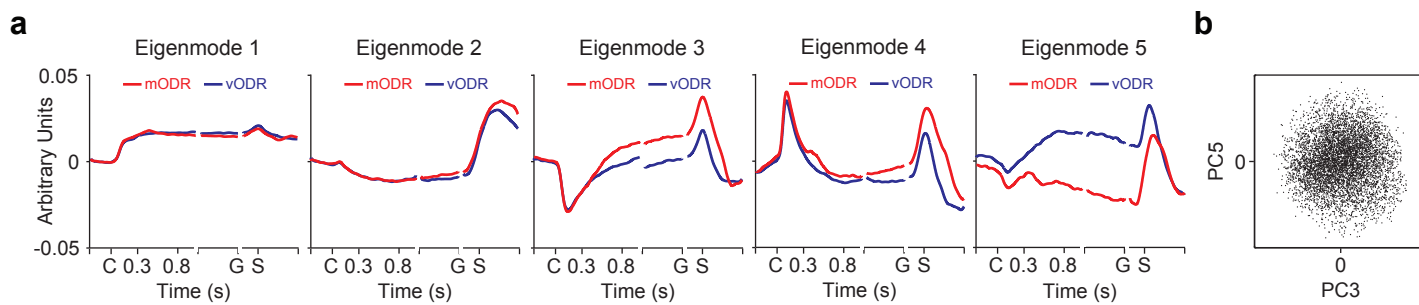 a
b
Eigenmode 1
Eigenmode 2
Eigenmode 3
Eigenmode 4
Eigenmode 5
mODR vODR
mODR vODR
mODR vODR
mODR vODR
mODR vODR
Arbitrary Units
0.05
0
-0.05
C 0.3 0.8 G S
C 0.3 0.8 G S
C 0.3 0.8 G S
C 0.3 0.8 G S
C 0.3 0.8 G S
Time (s)
Time (s)
Time (s)
Time (s)
Time (s)
PC5
0
0
PC3